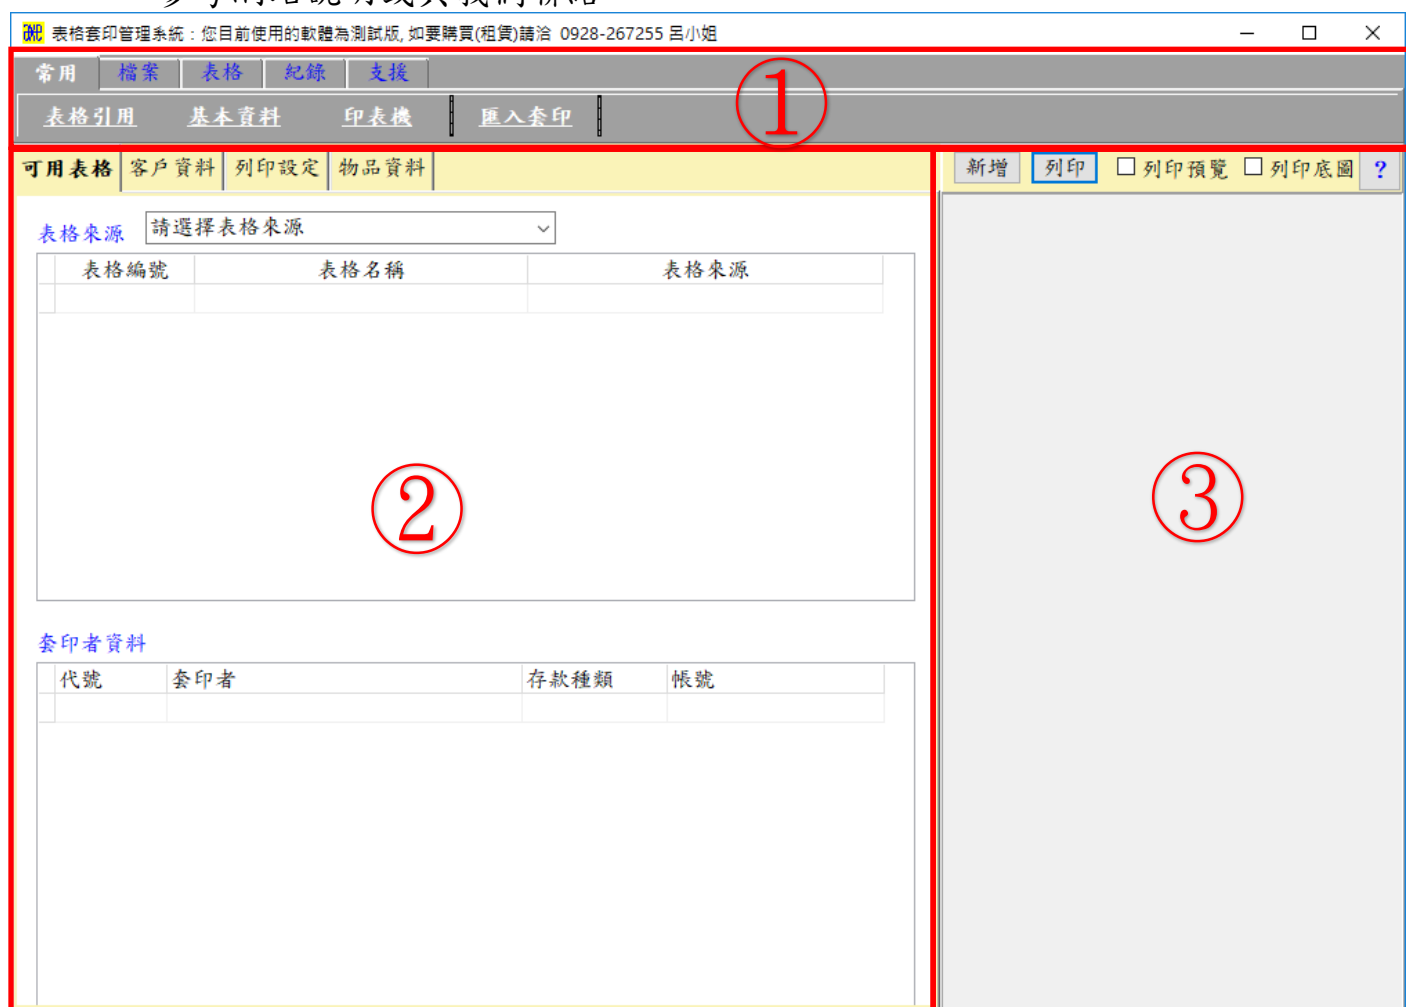 表格套印管理系統：您目前使用的軟體為測試版, 如要購買(租賃)請洽 0928-267255 呂小姐
常用 檔案 表格 紀錄 支援
表格引用 基本資料 印表機 匯入套印
①
可用表格 客戶資料 列印設定 物品資料
新增 列印 列印預覽 列印底圖 ?
表格來源 請選擇表格來源
表格編號 表格名稱 表格來源
②
③
套印者資料
代號 套印者 存款種類 帳號